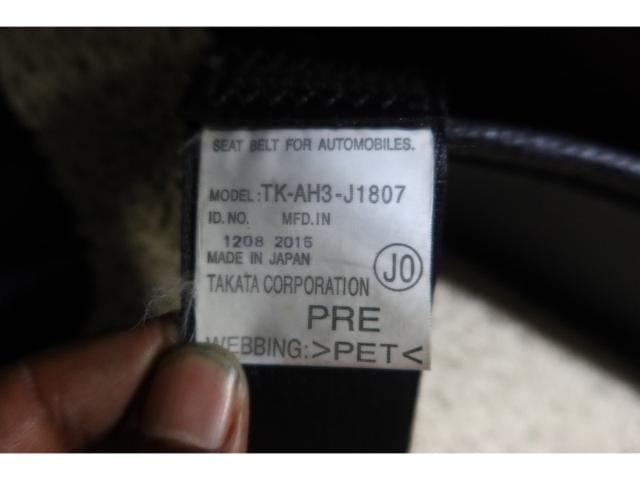 SEAT BELT FOR AUTOMOBILES.
MODEL:TK-AH3-J1807
ID.NO. MFD.IN
1208 2015
MADE IN JAPAN
JO
TAKATA CORPORATION
PRE
WEBBING:>PET<